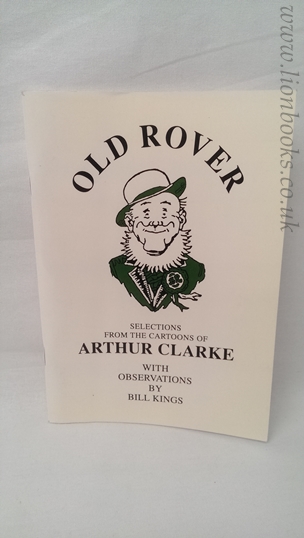 OLD ROVER
SELECTIONS
FROM THE CARTOONS OF
ARTHUR CLARKE
WITH
OBSERVATIONS
BY
BILL KINGS
www.lionbooks.co.uk